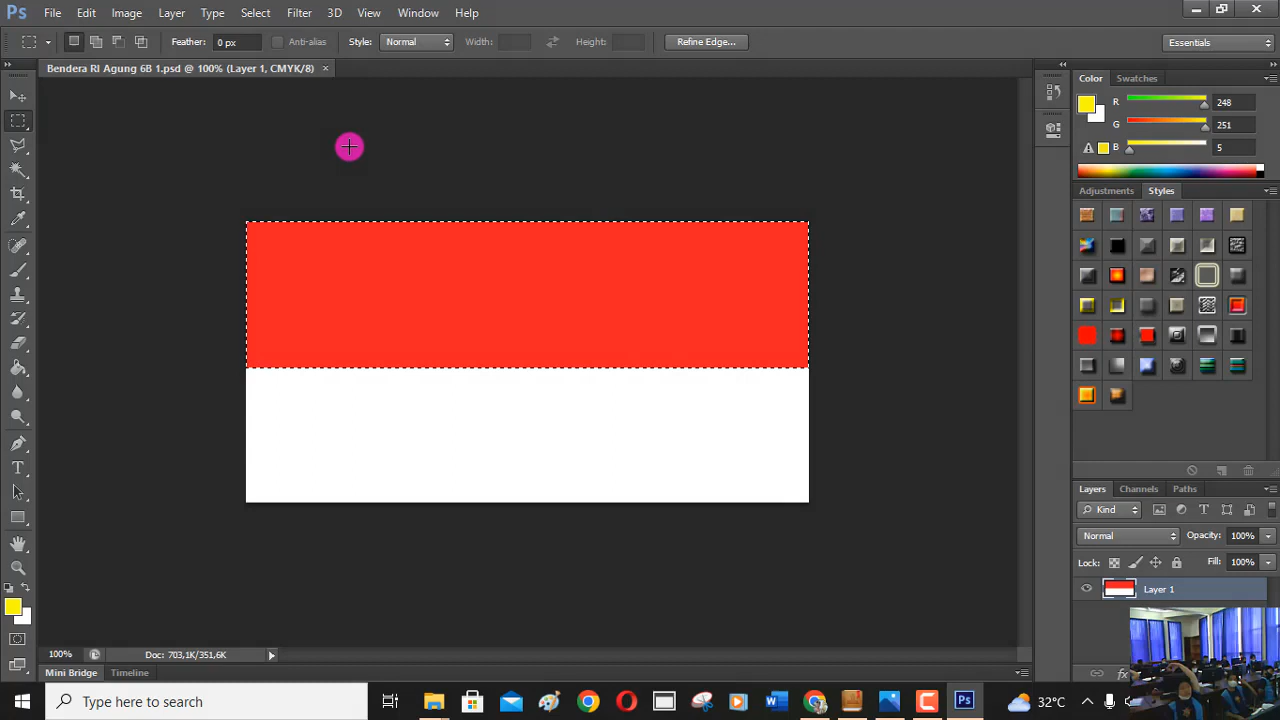 Ps File Edit Image Layer Type Select Filter 3D View Window Help
Feather: 0 px Anti-alias Style: Normal Width: Height: Refine Edge... Essentials
Bendera RI Agung 6B 1.psd @ 100% (Layer 1, CMYK/8) ×
Color Swatches
R 248
G 251
B 5
Adjustments Styles
Layers Channels Paths
Kind
Normal Opacity: 100%
Lock: Fill: 100%
Layer 1
100% Doc: 703,1K/351,6K
Mini Bridge Timeline
fx
Type here to search
32°C